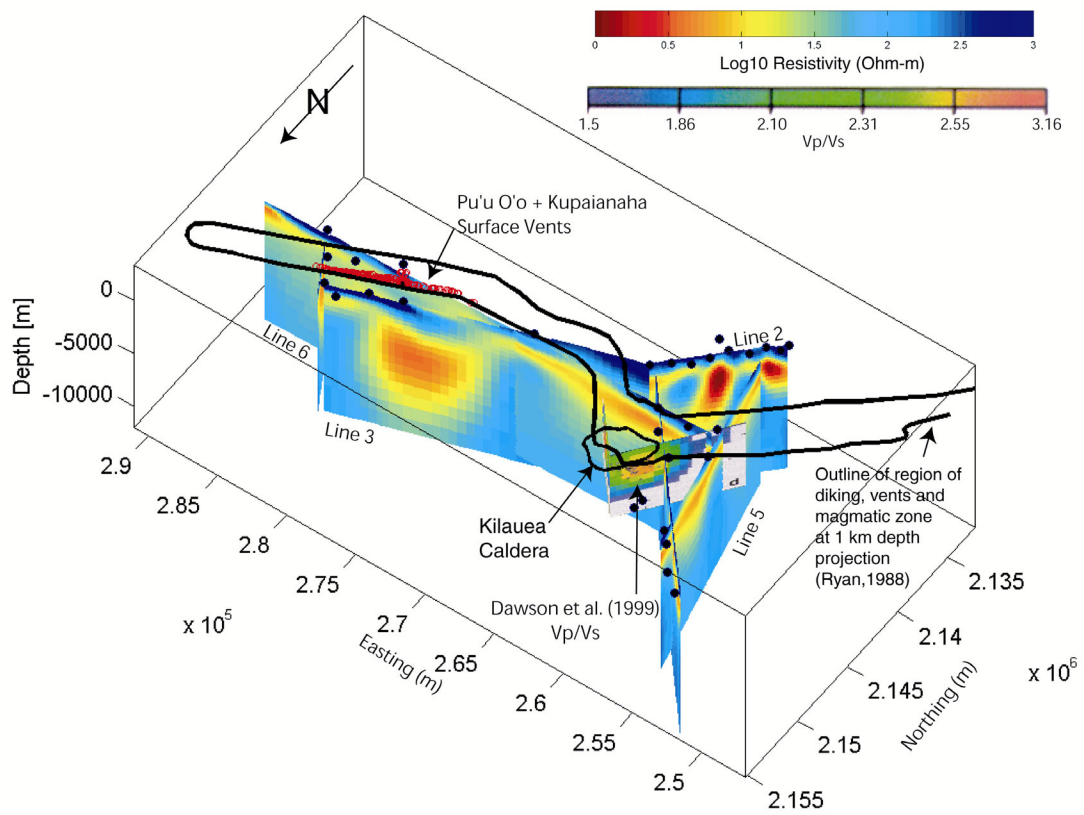 0 0.5 1 1.5 2 2.5 3
Log10 Resistivity (Ohm-m)
1.5 1.86 2.10 2.31 2.55 3.16
Vp/Vs
N
Pu'u O'o + Kupaianaha
Surface Vents
Depth [m]
0
-5000
-10000
Line 6
Line 3
Line 2
Line 5
d
Kilauea
Caldera
Dawson et al. (1999)
Vp/Vs
Outline of region of
diking, vents and
magmatic zone
at 1 km depth
projection
(Ryan,1988)
2.9
2.85
2.8
2.75
2.7
2.65
2.6
2.55
2.5
x 10⁵
Easting (m)
2.135
2.14
2.145
2.15
2.155
x 10⁶
Northing (m)